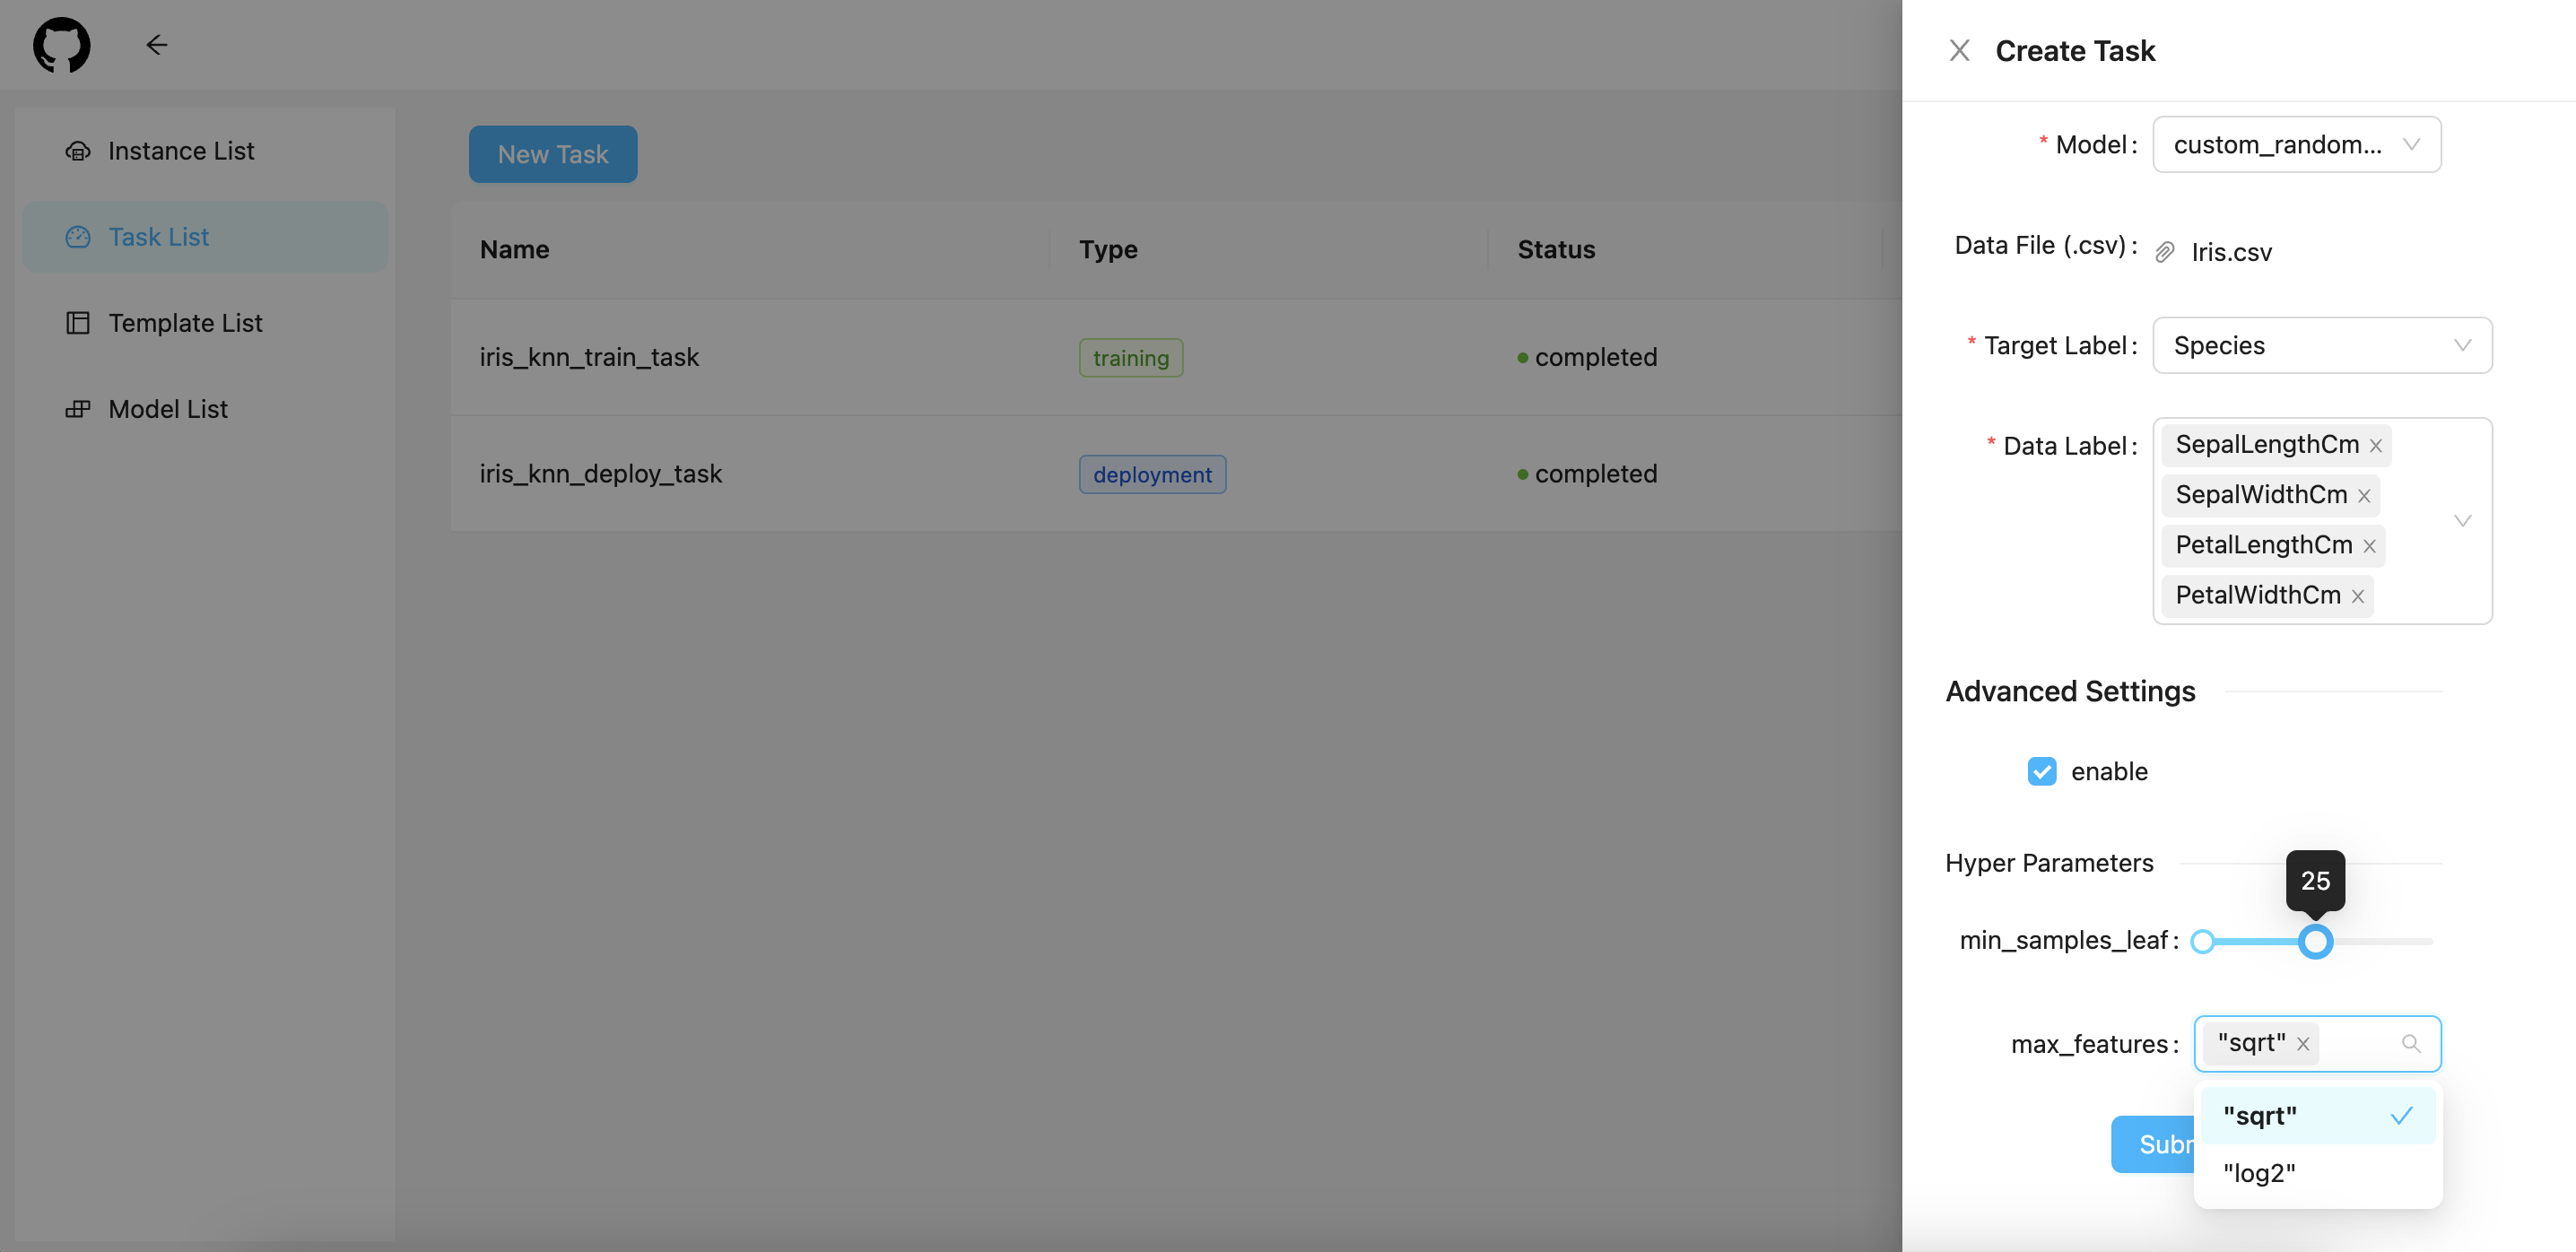 Instance List
Task List
Template List
Model List
New Task
Name Type Status
iris_knn_train_task training completed
iris_knn_deploy_task deployment completed
Create Task
* Model: custom_random...
Data File (.csv): Iris.csv
* Target Label: Species
* Data Label: SepalLengthCm
SepalWidthCm
PetalLengthCm
PetalWidthCm
Advanced Settings
enable
Hyper Parameters
25
min_samples_leaf:
max_features: "sqrt"
"sqrt"
Subr
"log2"